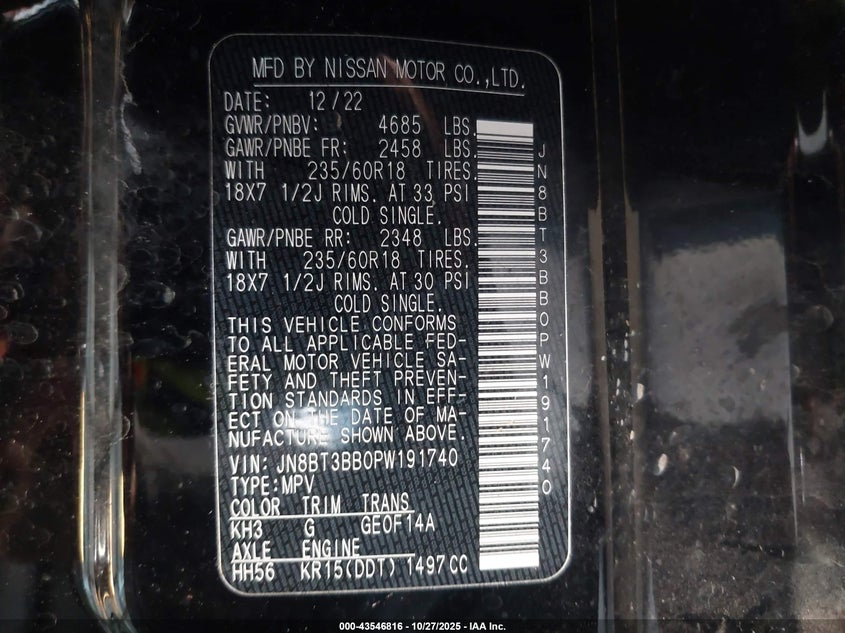 MFD BY NISSAN MOTOR CO.,LTD.
DATE: 12/22
GVWR/PNBV: 4685 LBS.
GAWR/PNBE FR: 2458 LBS.
WITH 235/60R18 TIRES.
18X7 1/2J RIMS. AT 33 PSI
COLD SINGLE.
GAWR/PNBE RR: 2348 LBS.
WITH 235/60R18 TIRES.
18X7 1/2J RIMS. AT 30 PSI
COLD SINGLE.
THIS VEHICLE CONFORMS
TO ALL APPLICABLE FED-
ERAL MOTOR VEHICLE SA-
FETY AND THEFT PREVEN-
TION STANDARDS IN EFF-
ECT ON THE DATE OF MA-
NUFACTURE SHOWN ABOVE.
VIN: JN8BT3BB0PW191740
TYPE:MPV
COLOR TRIM TRANS
KH3 G GE0F14A
AXLE ENGINE
HH56 KR15(DDT) 1497CC
JN8BT3BB0PW191740
000-43546816 - 10/27/2025 - IAA Inc.